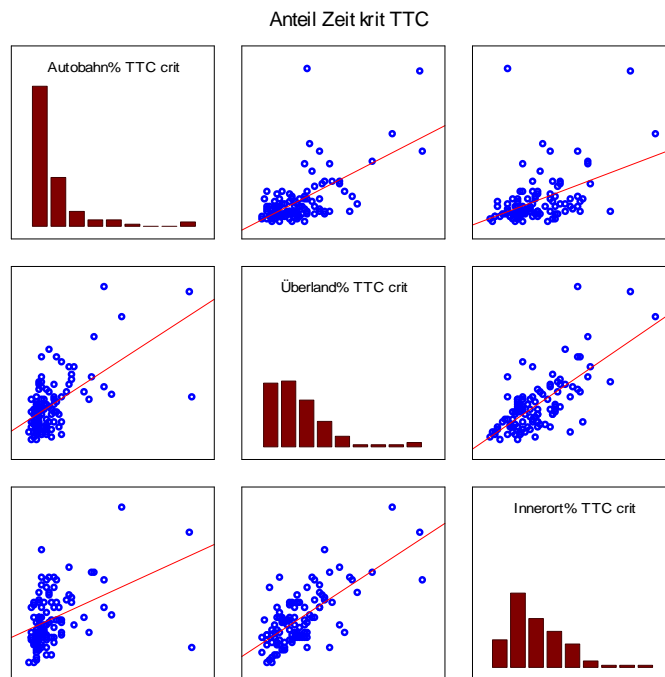 Anteil Zeit krit TTC
Autobahn% TTC crit
Überland% TTC crit
Innerort% TTC crit